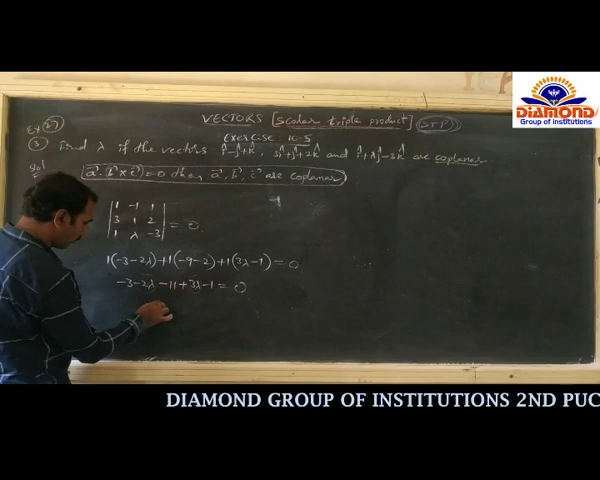 VECTORS [Scalar triple product] (STP)
Ex 27)
Exercise: 10.5
③ Find λ if the vectors î-ĵ+k̂, 3î+ĵ+2k̂ and î+λĵ-3k̂ are coplanar
Sol
a⃗.(b⃗×c⃗)=0 then a⃗, b⃗, c⃗ are coplanar
| 1 -1 1 |
| 3 1 2 | = 0.
| 1 λ -3 |
1(-3-2λ)+1(-9-2)+1(3λ-1)=0
-3-2λ-11+3λ-1=0
DIAMOND
Group of institutions
DIAMOND GROUP OF INSTITUTIONS 2ND PUC